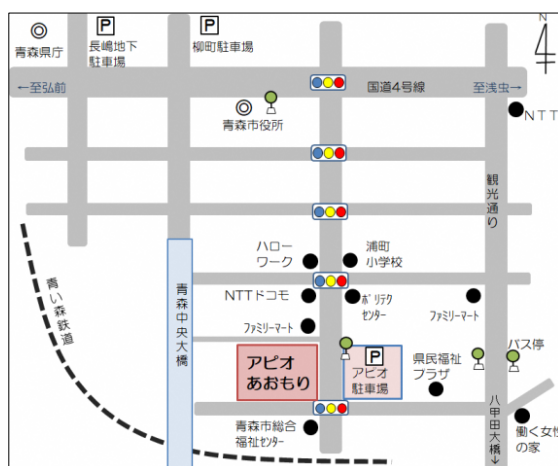 青森県庁
P
長嶋地下
駐車場
P
柳町駐車場
←至弘前
国道4号線
至浅虫→
青森市役所
NTT
観光通り
ハロー
ワーク
浦町
小学校
NTTドコモ
ポリテク
センター
ファミリーマート
ファミリーマート
青い森鉄道
青森中央大橋
アピオ
あおもり
P
アピオ
駐車場
県民福祉
プラザ
バス停
青森市総合
福祉センター
八甲田大橋→
働く女性
の家